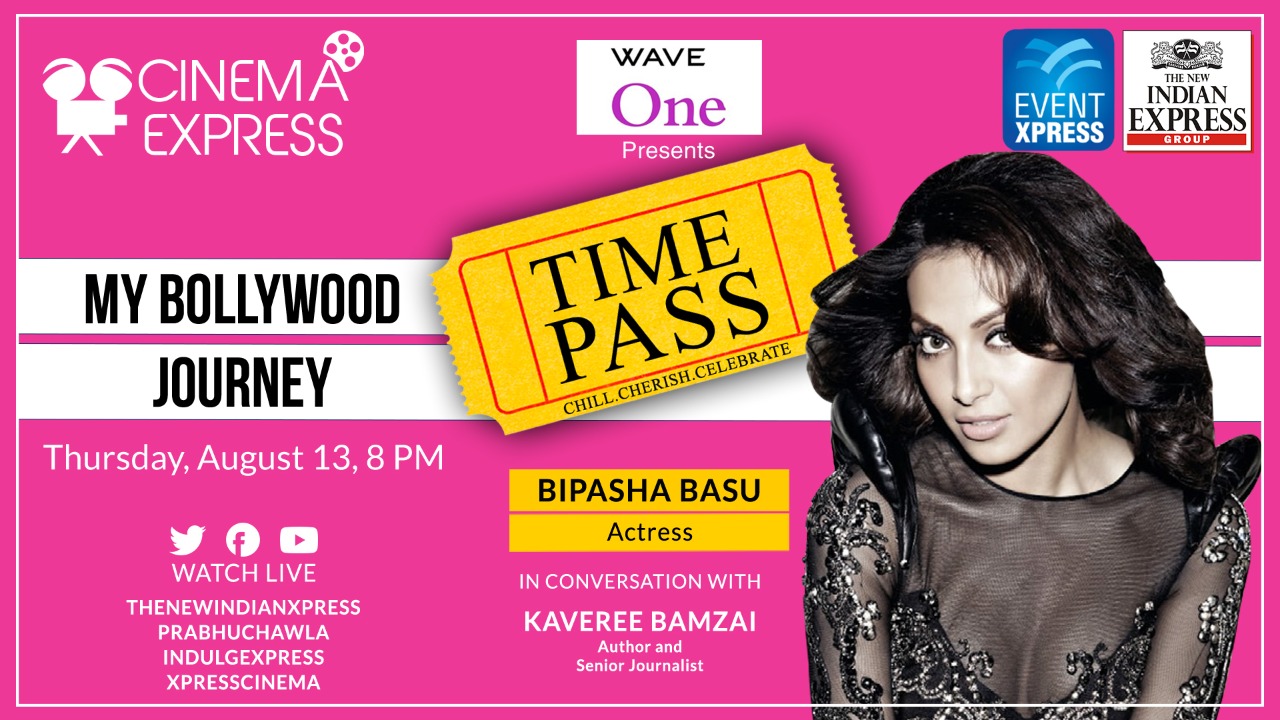 CINEMA
EXPRESS
WAVE
One
Presents
EVENT
XPRESS
THE NEW
INDIAN
EXPRESS
GROUP
TIME
PASS
CHILL.CHERISH.CELEBRATE
MY BOLLYWOOD
JOURNEY
Thursday, August 13, 8 PM
WATCH LIVE
THENEWINDIANXPRESS
PRABHUCHAWLA
INDULGEXPRESS
XPRESSCINEMA
BIPASHA BASU
Actress
IN CONVERSATION WITH
KAVEREE BAMZAI
Author and
Senior Journalist